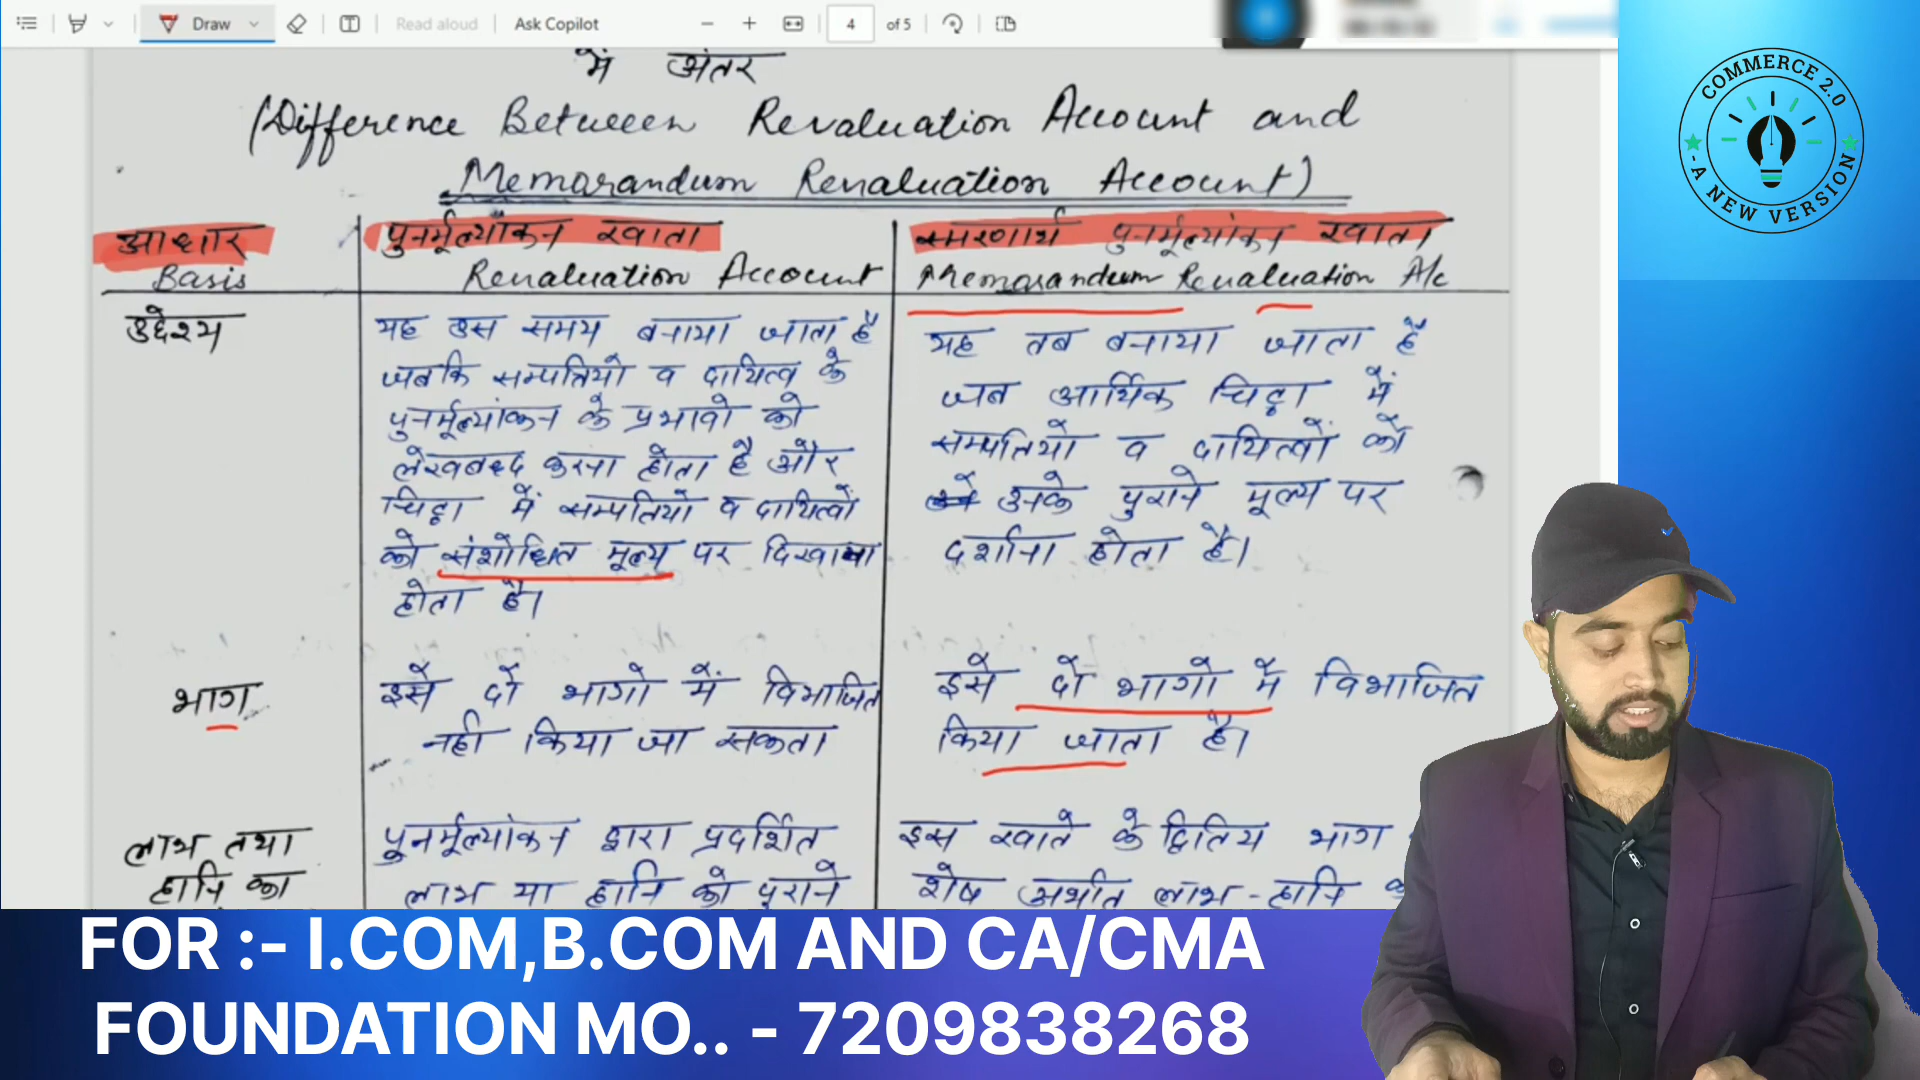 Draw
Read aloud
Ask Copilot
4
of 5
में अंतर
(Difference Between Revaluation Account and
Memorandum Revaluation Account)
आधार
Basis
पुनर्मूल्यांकन खाता
Revaluation Account
स्मरणार्थ पुनर्मूल्यांकन खाता
Memorandum Revaluation A/c
उद्देश्य
यह उस समय बनाया जाता है
जबकि सम्पत्तियो व दायित्व के
पुनर्मूल्यांकन के प्रभावो को
लेखबद्ध करना होता है और
चिट्ठा में सम्पतियो व दायित्वों
को संशोधित मूल्य पर दिखाना
होता है।
यह तब बनाया जाता है
जब आर्थिक चिट्ठा में
सम्पतियो व दायित्वों को
उनके पुराने मूल्य पर
दर्शाना होता है।
भाग
इसे दो भागो में विभाजित
नही किया जा सकता
इसे दो भागो में विभाजित
किया जाता है।
लाभ तथा
हानि का
पुनर्मूल्यांकन द्वारा प्रदर्शित
लाभ या हानि को पुराने
इस खाते के द्वितिय भाग
शेष अर्थात लाभ-हानि
COMMERCE 2.0
-A NEW VERSION
FOR :- I.COM,B.COM AND CA/CMA
FOUNDATION MO.. - 7209838268